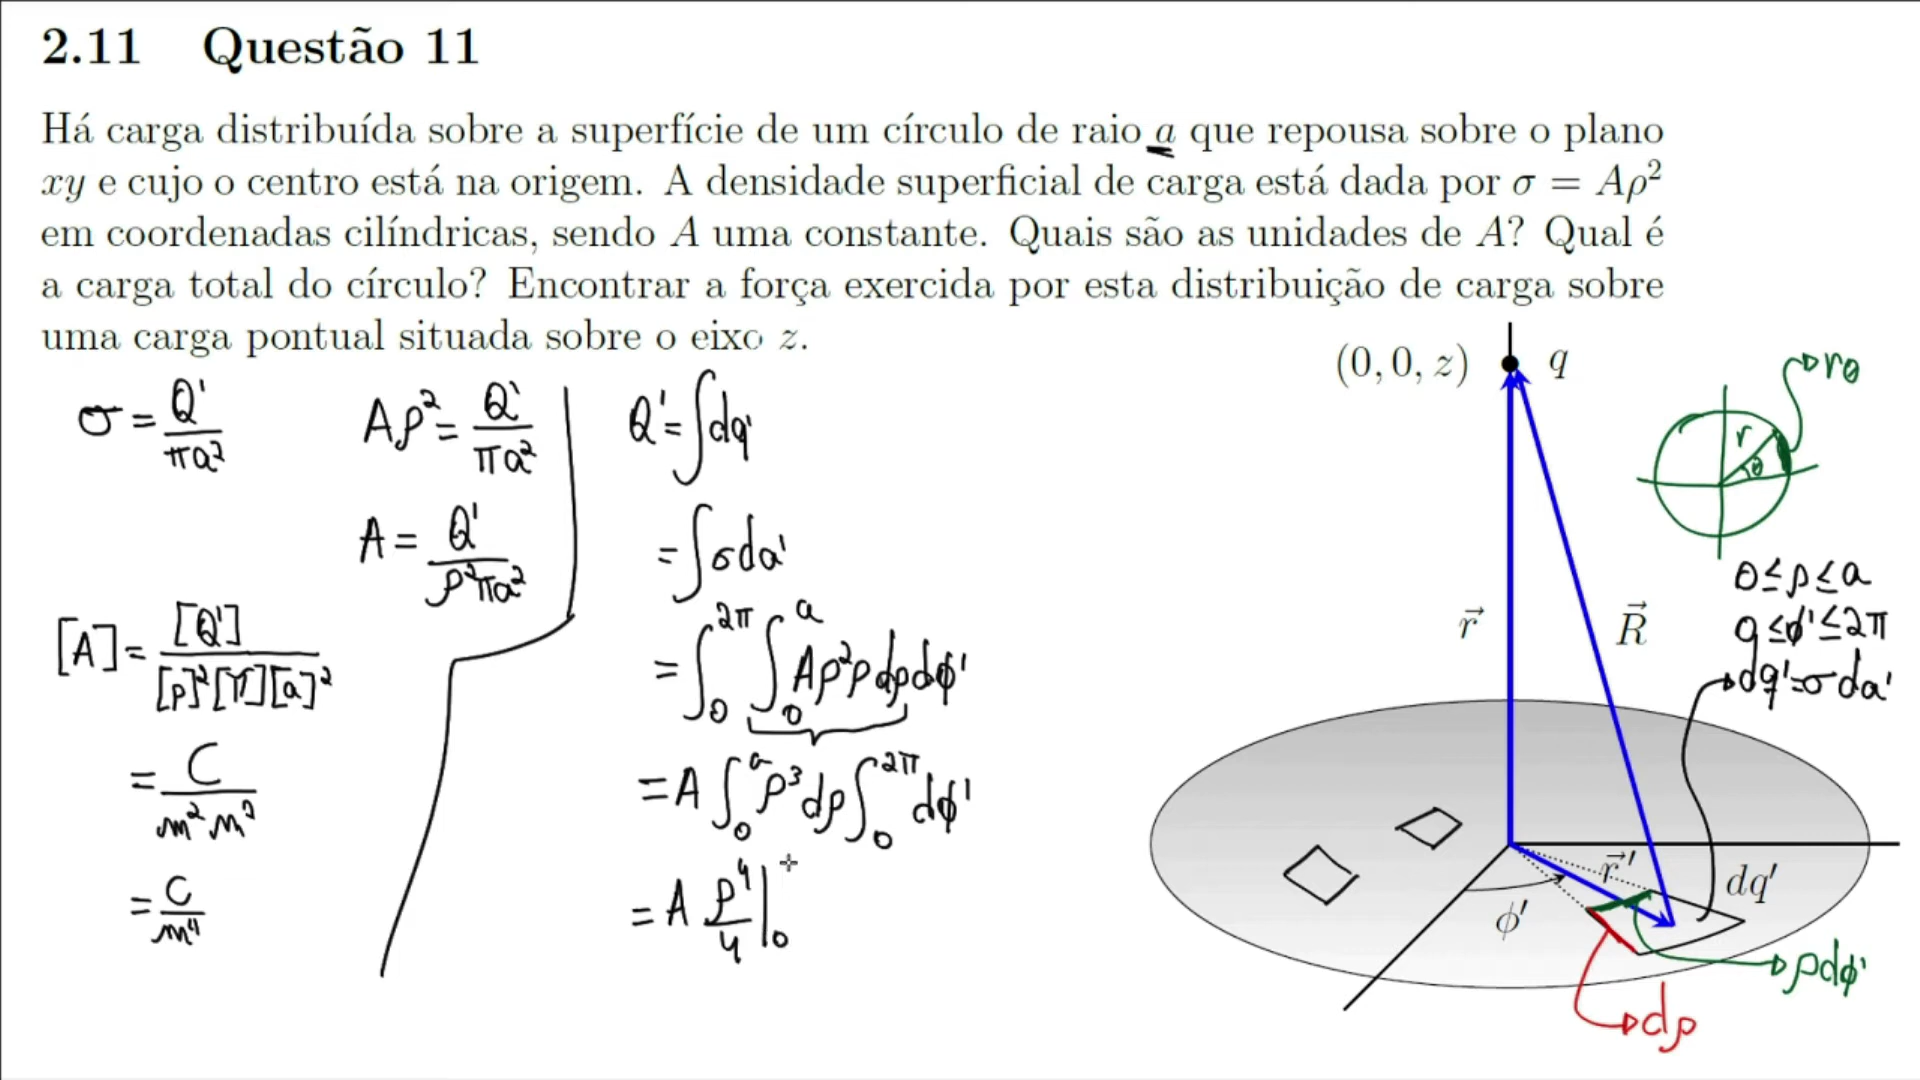 2.11 Questão 11
Há carga distribuída sobre a superfície de um círculo de raio a que repousa sobre o plano
xy e cujo o centro está na origem. A densidade superficial de carga está dada por σ = Aρ²
em coordenadas cilíndricas, sendo A uma constante. Quais são as unidades de A? Qual é
a carga total do círculo? Encontrar a força exercida por esta distribuição de carga sobre
uma carga pontual situada sobre o eixo z.
σ = Q'/πa²
Aρ² = Q'/πa²
A = Q'/ρ²πa²
[A] = [Q']/[ρ]²[π][a]²
= C/m² m²
= C/m⁴
Q' = ∫dq'
= ∫σda'
= ∫₀^2π ∫₀^a Aρ²ρdρdϕ'
= A ∫₀^a ρ³dρ ∫₀^2π dϕ'
= A ρ⁴/4 |₀
(0, 0, z) q
rθ
r
θ
0≤ρ≤a
0≤ϕ'≤2π
dq'=σda'
r⃗
R⃗
r⃗ ′
dq′
ϕ′
ρdϕ'
dρ